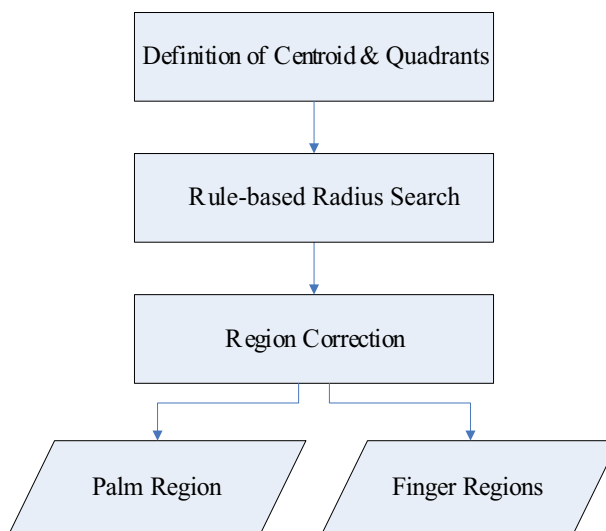 Definition of Centroid & Quadrants
Rule-based Radius Search
Region Correction
Palm Region
Finger Regions